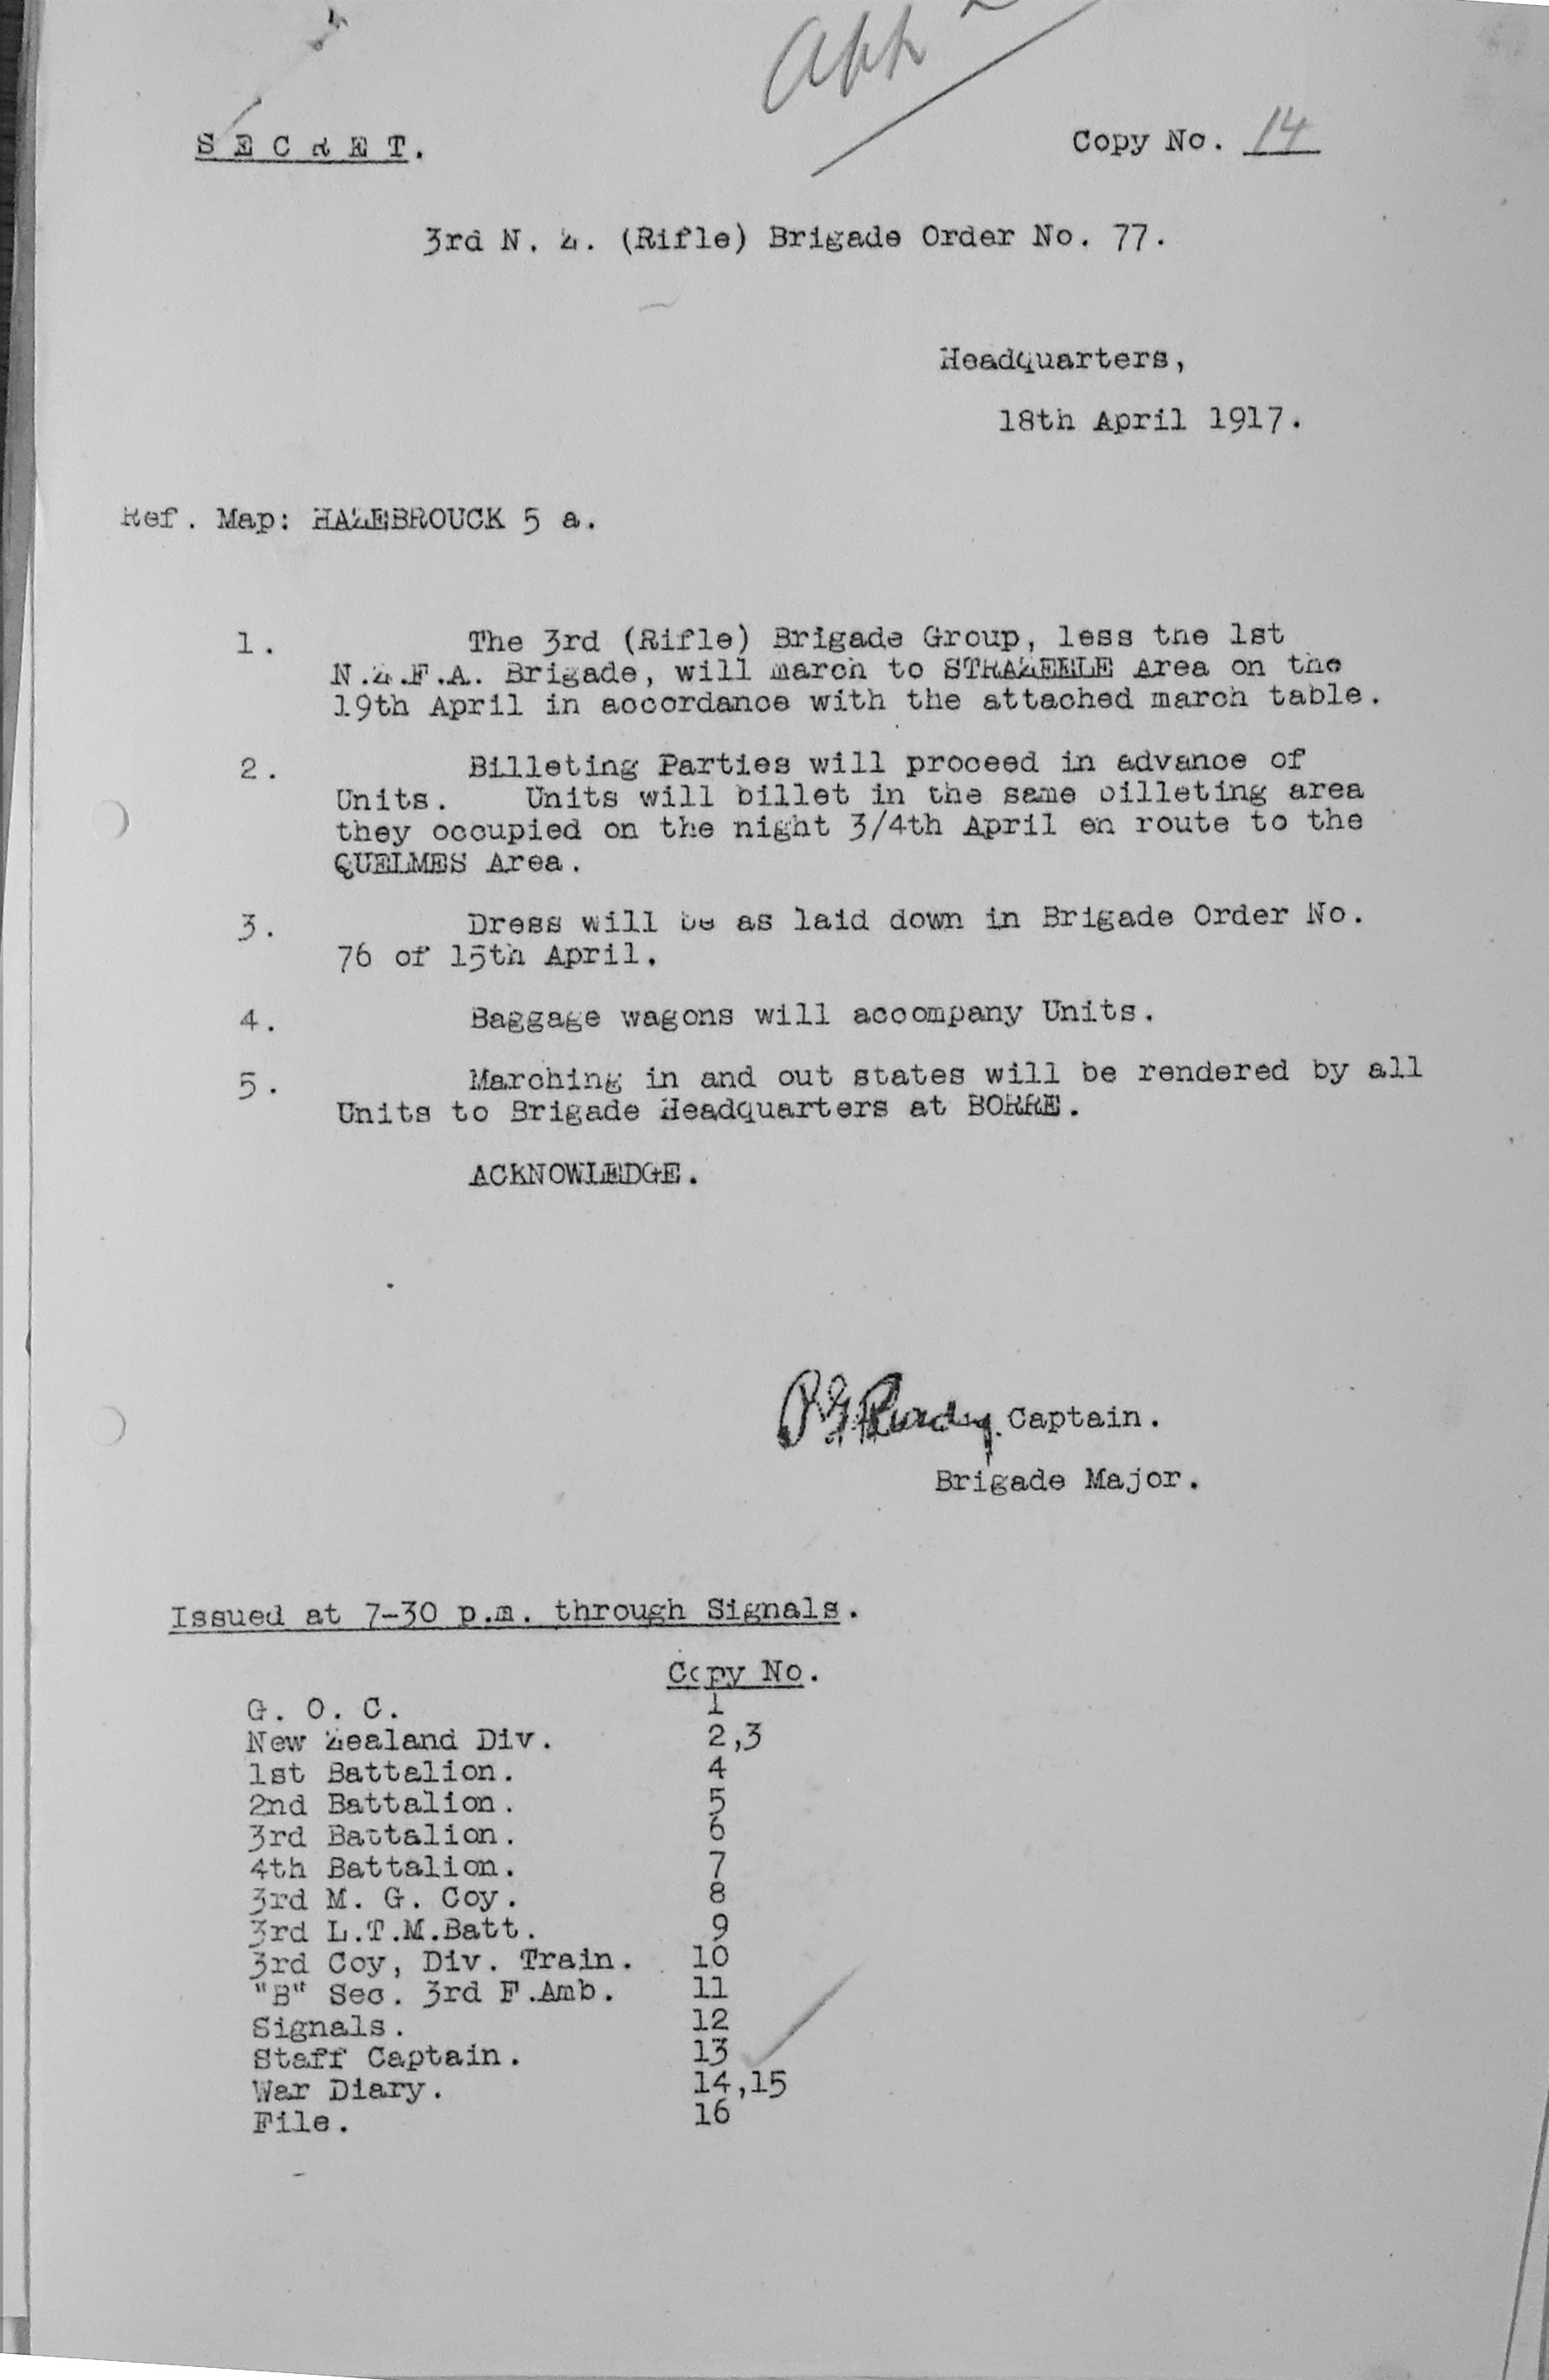 App
SECRET.
Copy No. 14
3rd N. Z. (Rifle) Brigade Order No. 77.
Headquarters,
18th April 1917.
Ref. Map: HAZEBROUCK 5 a.
1. The 3rd (Rifle) Brigade Group, less the 1st
N.Z.F.A. Brigade, will march to STRAZEELE Area on the
19th April in accordance with the attached march table.
2. Billeting Parties will proceed in advance of
Units. Units will billet in the same billeting area
they occupied on the night 3/4th April en route to the
QUELMES Area.
3. Dress will be as laid down in Brigade Order No.
76 of 15th April.
4. Baggage wagons will accompany Units.
5. Marching in and out states will be rendered by all
Units to Brigade Headquarters at BORRE.
ACKNOWLEDGE.
Captain.
Brigade Major.
Issued at 7-30 p.m. through Signals.
Copy No.
G. O. C. 1
New Zealand Div. 2,3
1st Battalion. 4
2nd Battalion. 5
3rd Battalion. 6
4th Battalion. 7
3rd M. G. Coy. 8
3rd L.T.M.Batt. 9
3rd Coy, Div. Train. 10
"B" Sec. 3rd F.Amb. 11
Signals. 12
Staff Captain. 13
War Diary. 14,15
File. 16